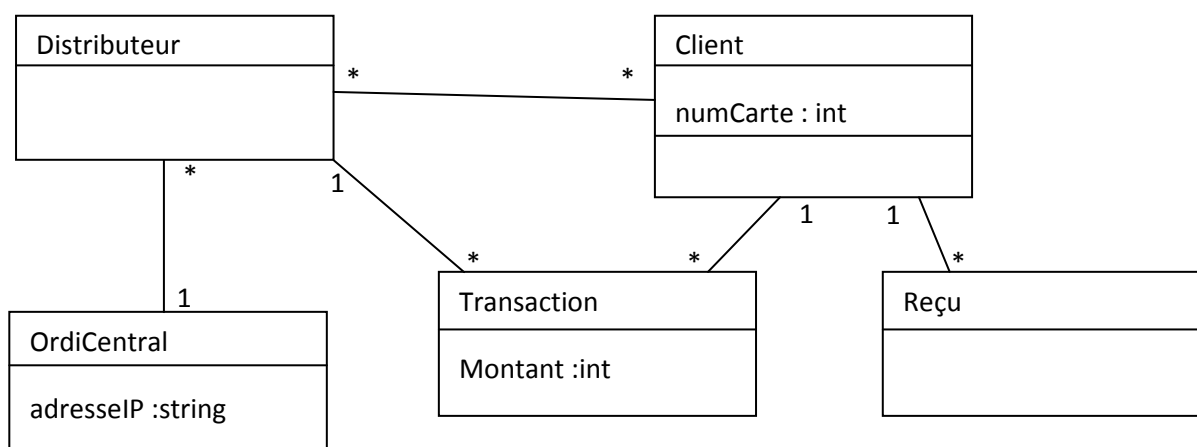 Distributeur
Client
*
*
numCarte : int
*
1
1
1
*
*
*
1
Transaction
Reçu
OrdiCentral
Montant :int
adresseIP :string